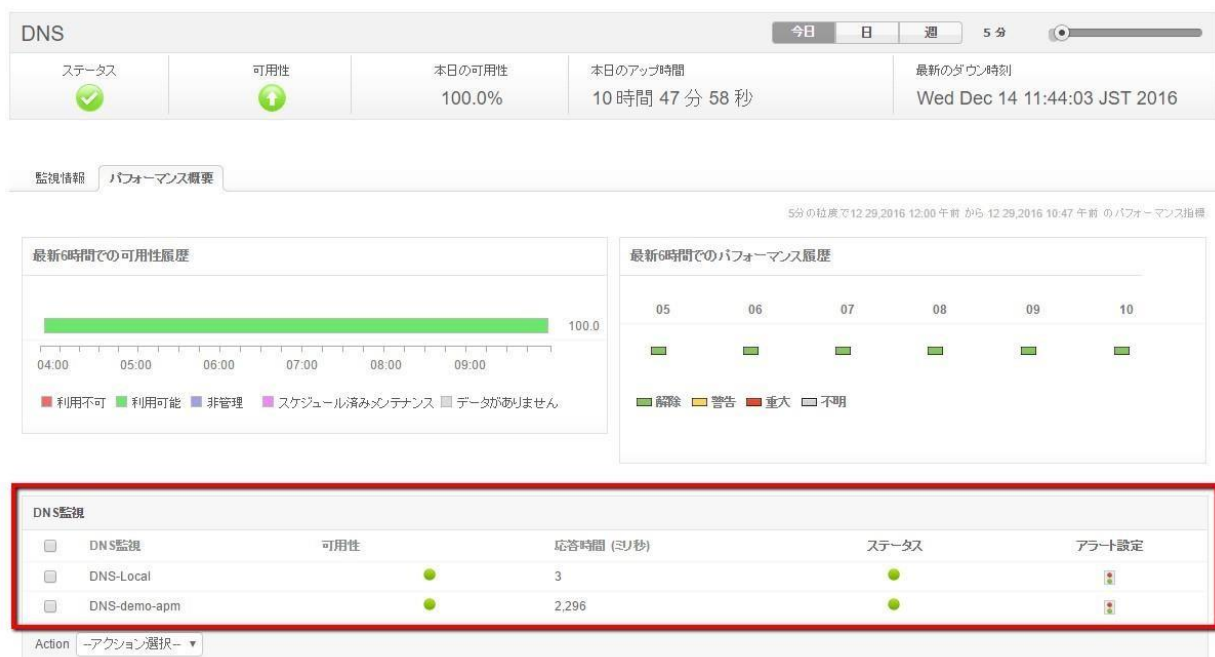 DNS
今日 日 週 5 分
ステータス 可用性 本日の可用性 本日のアップ時間 最新のダウン時刻
100.0% 10 時間 47 分 58 秒 Wed Dec 14 11:44:03 JST 2016
監視情報 パフォーマンス概要
5分の粒度で12 29,2016 12:00 午前 から 12 29,2016 10:47 午前 のパフォーマンス指標
最新6時間での可用性履歴
100.0
04:00 05:00 06:00 07:00 08:00 09:00
利用不可 利用可能 非管理 スケジュール済みメンテナンス データがありません
最新6時間でのパフォーマンス履歴
05 06 07 08 09 10
解除 警告 重大 不明
DNS監視
DNS監視 可用性 応答時間 (ミリ秒) ステータス アラート設定
DNS-Local 3
DNS-demo-apm 2,296
Action --アクション選択--